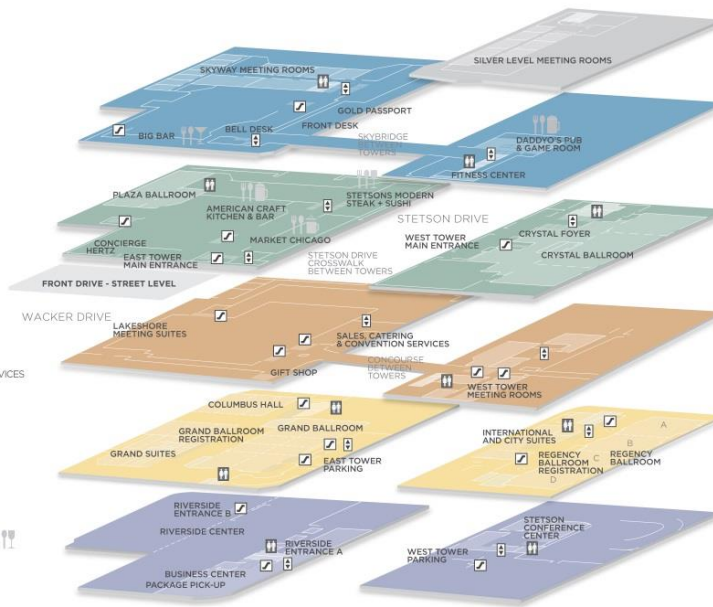 SILVER LEVEL MEETING ROOMS
SKYWAY MEETING ROOMS
GOLD PASSPORT
FRONT DESK
BIG BAR
BELL DESK
SKYBRIDGE
BETWEEN
TOWERS
DADDYO'S PUB
& GAME ROOM
FITNESS CENTER
PLAZA BALLROOM
AMERICAN CRAFT
KITCHEN & BAR
STETSONS MODERN
STEAK + SUSHI
MARKET CHICAGO
CONCIERGE
HERTZ
EAST TOWER
MAIN ENTRANCE
STETSON DRIVE
WEST TOWER
MAIN ENTRANCE
CRYSTAL FOYER
CRYSTAL BALLROOM
STETSON DRIVE
CROSSWALK
BETWEEN TOWERS
FRONT DRIVE - STREET LEVEL
WACKER DRIVE
LAKESHORE
MEETING SUITES
SALES, CATERING
& CONVENTION SERVICES
GIFT SHOP
CONCOURSE
BETWEEN
TOWERS
WEST TOWER
MEETING ROOMS
VICES
COLUMBUS HALL
GRAND BALLROOM
REGISTRATION
GRAND BALLROOM
GRAND SUITES
EAST TOWER
PARKING
INTERNATIONAL
AND CITY SUITES
A
B
C
D
REGENCY
BALLROOM
REGISTRATION
REGENCY
BALLROOM
RIVERSIDE
ENTRANCE B
RIVERSIDE CENTER
RIVERSIDE
ENTRANCE A
BUSINESS CENTER
PACKAGE PICK-UP
STETSON
CONFERENCE
CENTER
WEST TOWER
PARKING